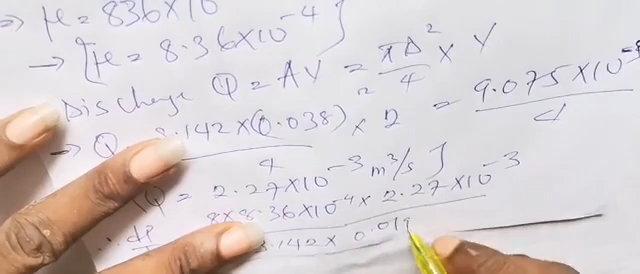 ⇒ μ = 836×10
→ [μ = 8.36×10⁻⁴]
Discharge Q = AV = πD²/4 × V
→ Q 3.142×(0.038)² × 2 / 4 = 9.075×10⁻³ / 4
[Q = 2.27×10⁻³ m³/s]
∴ dP 8×8.36×10⁻⁴ × 2.27×10⁻³
3.142× 0.019